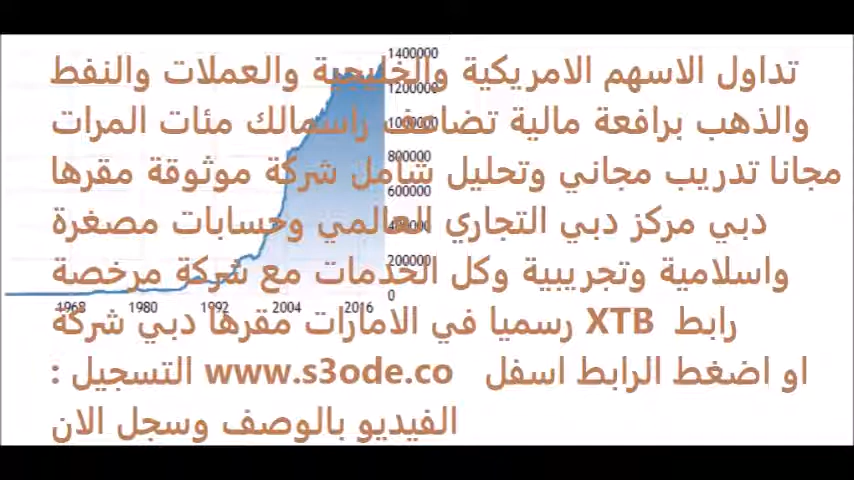 تداول الاسهم الامريكية والخليجية والعملات والنفط
والذهب برافعة مالية تضاعف راسمالك مئات المرات
مجانا تدريب مجاني وتحليل شامل شركة موثوقة مقرها
دبي مركز دبي التجاري العالمي وحسابات مصغرة
واسلامية وتجريبية وكل الخدمات مع شركة مرخصة
رسميا في الامارات مقرها دبي شركة XTB رابط
التسجيل : www.s3ode.co او اضغط الرابط اسفل
الفيديو بالوصف وسجل الان
1400000
1200000
1000000
800000
600000
400000
200000
0
1968 1980 1992 2004 2016